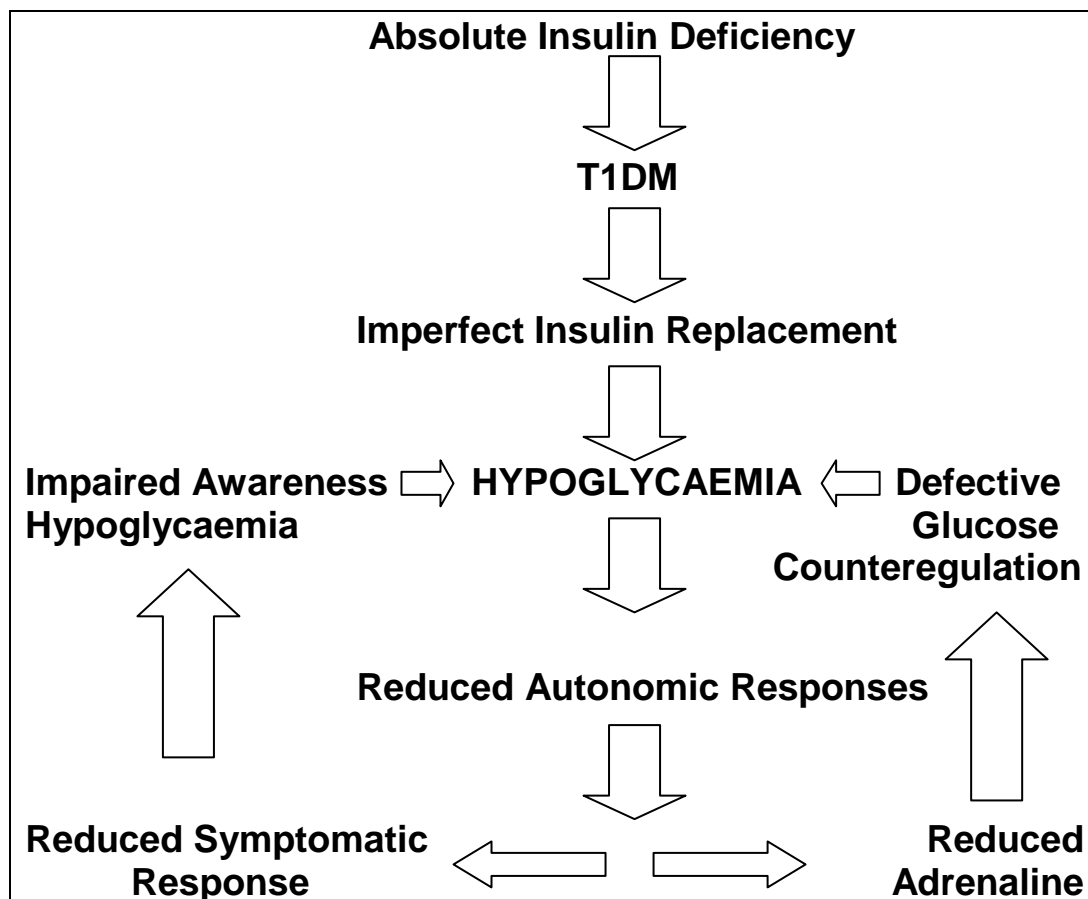 Absolute Insulin Deficiency
T1DM
Imperfect Insulin Replacement
Impaired Awareness
Hypoglycaemia
HYPOGLYCAEMIA
Defective
Glucose
Counteregulation
Reduced Autonomic Responses
Reduced Symptomatic
Response
Reduced
Adrenaline